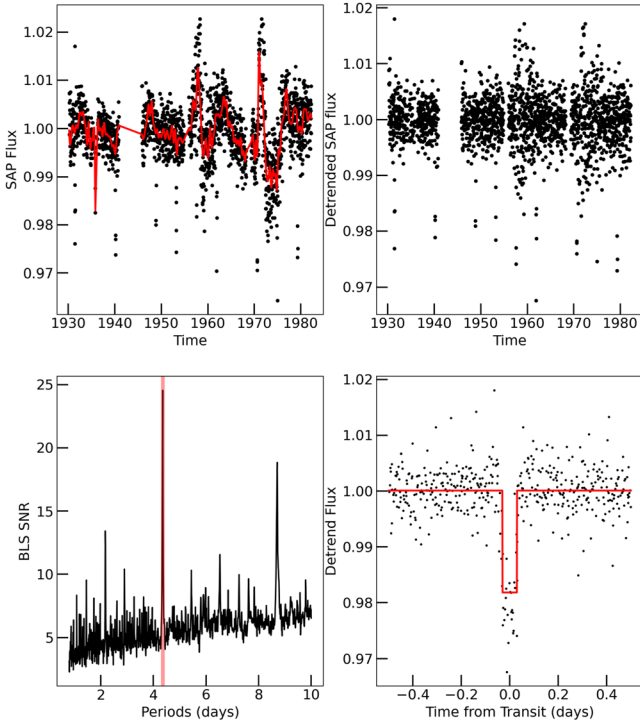 1.02
1.01
1.00
0.99
0.98
0.97
SAP Flux
1930 1940 1950 1960 1970 1980
Time
1.02
1.01
1.00
0.99
0.98
0.97
Detrended SAP flux
1930 1940 1950 1960 1970 1980
Time
25
20
15
10
5
BLS SNR
2 4 6 8 10
Periods (days)
1.02
1.01
1.00
0.99
0.98
0.97
Detrend Flux
−0.4 −0.2 0.0 0.2 0.4
Time from Transit (days)